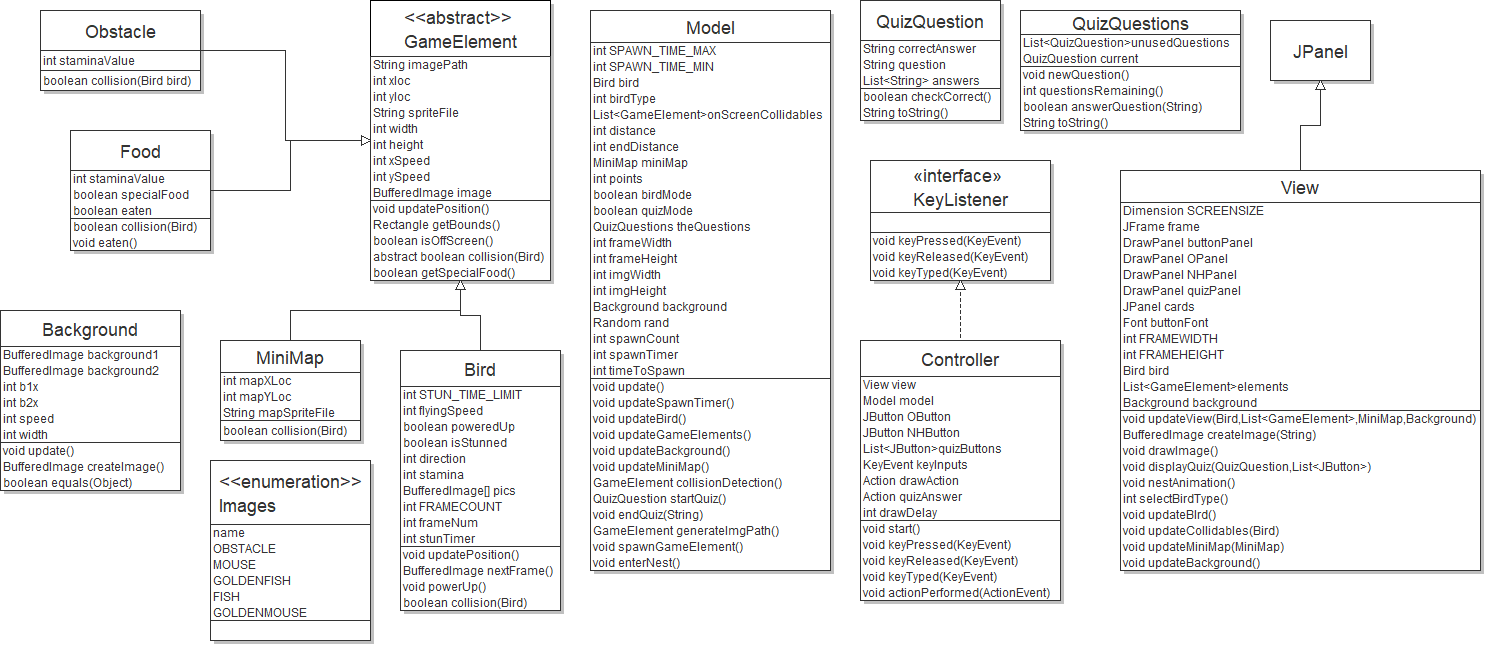 Obstacle
int staminaValue
boolean collision(Bird bird)
Food
int staminaValue
boolean specialFood
boolean eaten
boolean collision(Bird)
void eaten()
<<abstract>>
GameElement
String imagePath
int xloc
int yloc
String spriteFile
int width
int height
int xSpeed
int ySpeed
BufferedImage image
void updatePosition()
Rectangle getBounds()
boolean isOffScreen()
abstract boolean collision(Bird)
boolean getSpecialFood()
Background
BufferedImage background1
BufferedImage background2
int b1x
int b2x
int speed
int width
void update()
BufferedImage createImage()
boolean equals(Object)
MiniMap
int mapXLoc
int mapYLoc
String mapSpriteFile
boolean collision(Bird)
<<enumeration>>
Images
name
OBSTACLE
MOUSE
GOLDENFISH
FISH
GOLDENMOUSE
Bird
int STUN_TIME_LIMIT
int flyingSpeed
boolean poweredUp
boolean isStunned
int direction
int stamina
BufferedImage[] pics
int FRAMECOUNT
int frameNum
int stunTimer
void updatePosition()
BufferedImage nextFrame()
void powerUp()
boolean collision(Bird)
Model
int SPAWN_TIME_MAX
int SPAWN_TIME_MIN
Bird bird
int birdType
List<GameElement>onScreenCollidables
int distance
int endDistance
MiniMap miniMap
int points
boolean birdMode
boolean quizMode
QuizQuestions theQuestions
int frameWidth
int frameHeight
int imgWidth
int imgHeight
Background background
Random rand
int spawnCount
int spawnTimer
int timeToSpawn
void update()
void updateSpawnTimer()
void updateBird()
void updateGameElements()
void updateBackground()
void updateMiniMap()
GameElement collisionDetection()
QuizQuestion startQuiz()
void endQuiz(String)
GameElement generateImgPath()
void spawnGameElement()
void enterNest()
QuizQuestion
String correctAnswer
String question
List<String> answers
boolean checkCorrect()
String toString()
QuizQuestions
List<QuizQuestion>unusedQuestions
QuizQuestion current
void newQuestion()
int questionsRemaining()
boolean answerQuestion(String)
String toString()
JPanel
«interface»
KeyListener
void keyPressed(KeyEvent)
void keyReleased(KeyEvent)
void keyTyped(KeyEvent)
Controller
View view
Model model
JButton OButton
JButton NHButton
List<JButton>quizButtons
KeyEvent keyInputs
Action drawAction
Action quizAnswer
int drawDelay
void start()
void keyPressed(KeyEvent)
void keyReleased(KeyEvent)
void keyTyped(KeyEvent)
void actionPerformed(ActionEvent)
View
Dimension SCREENSIZE
JFrame frame
DrawPanel buttonPanel
DrawPanel OPanel
DrawPanel NHPanel
DrawPanel quizPanel
JPanel cards
Font buttonFont
int FRAMEWIDTH
int FRAMEHEIGHT
Bird bird
List<GameElement>elements
Background background
void updateView(Bird,List<GameElement>,MiniMap,Background)
BufferedImage createImage(String)
void drawImage()
void displayQuiz(QuizQuestion,List<JButton>)
void nestAnimation()
int selectBirdType()
void updateBIrd()
void updateCollidables(Bird)
void updateMiniMap(MiniMap)
void updateBackground()